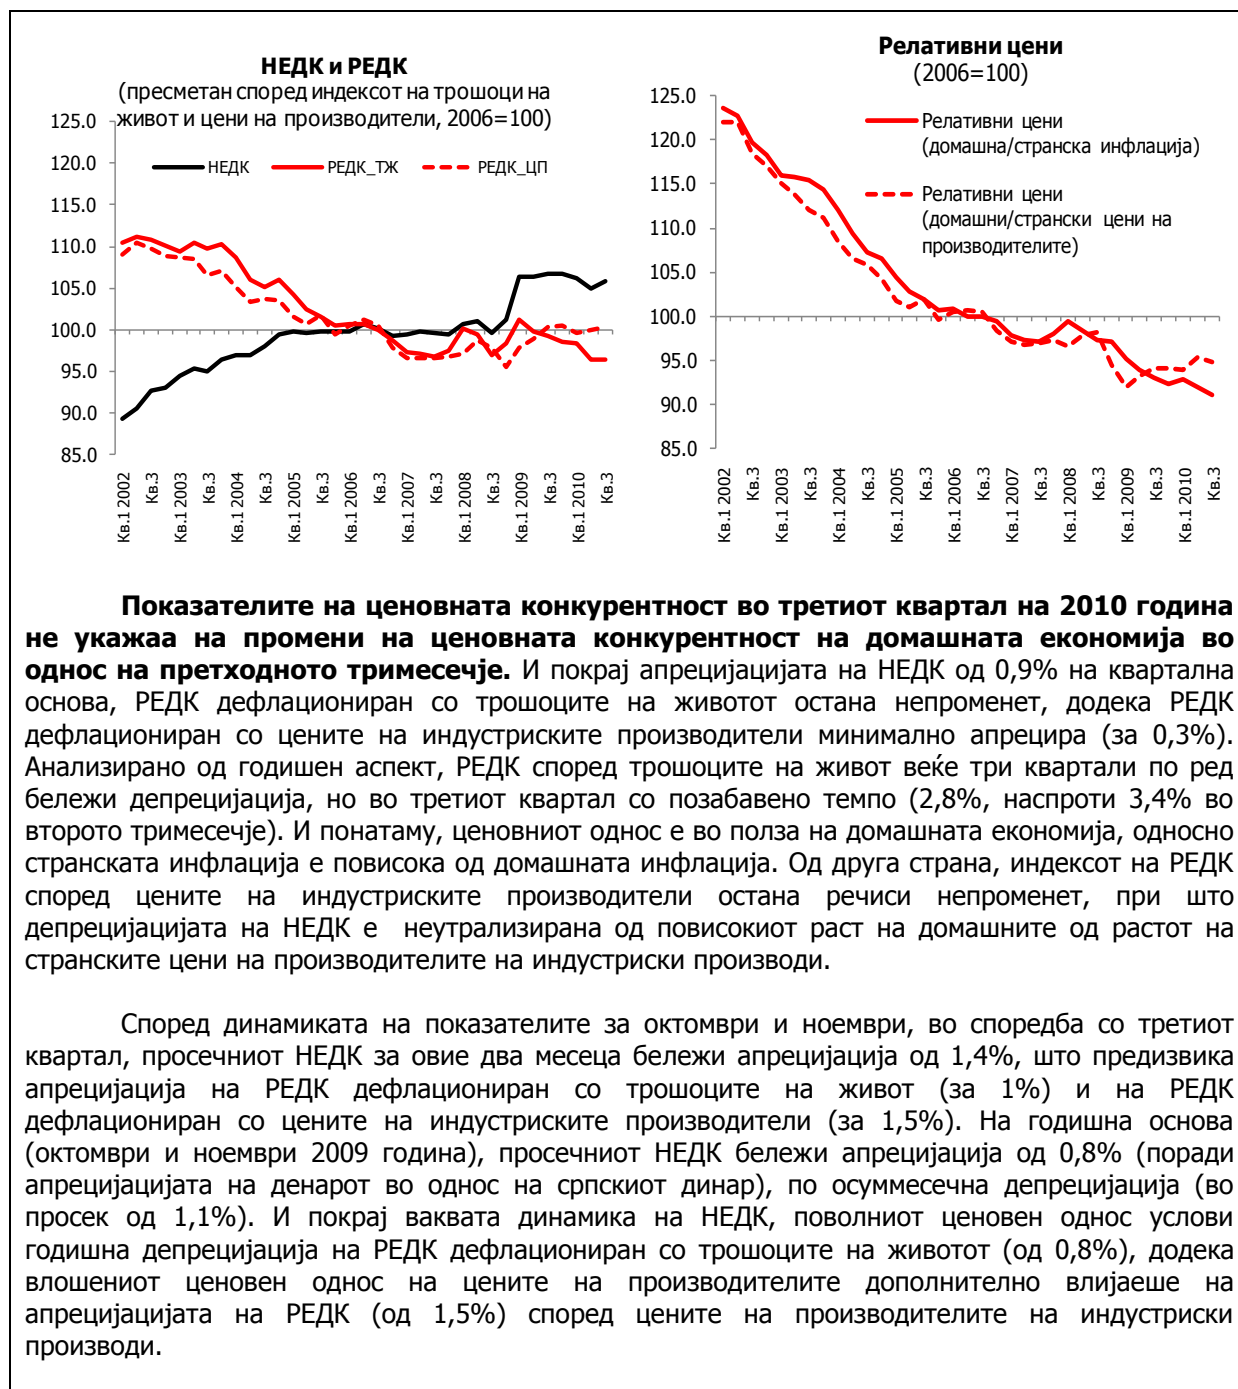 НЕДК и РЕДК
(пресметан според индексот на трошоци на
живот и цени на производители, 2006=100)
125.0
120.0
115.0
110.0
105.0
100.0
95.0
90.0
85.0
НЕДК
РЕДК_ТЖ
РЕДК_ЦП
Кв.1 2002
Кв.3
Кв.1 2003
Кв.3
Кв.1 2004
Кв.3
Кв.1 2005
Кв.3
Кв.1 2006
Кв.3
Кв.1 2007
Кв.3
Кв.1 2008
Кв.3
Кв.1 2009
Кв.3
Кв.1 2010
Кв.3
Релативни цени
(2006=100)
125.0
120.0
115.0
110.0
105.0
100.0
95.0
90.0
85.0
Релативни цени
(домашна/странска инфлација)
Релативни цени
(домашни/странски цени на
производителите)
Кв.1 2002
Кв.3
Кв.1 2003
Кв.3
Кв.1 2004
Кв.3
Кв.1 2005
Кв.3
Кв.1 2006
Кв.3
Кв.1 2007
Кв.3
Кв.1 2008
Кв.3
Кв.1 2009
Кв.3
Кв.1 2010
Кв.3
Показателите на ценовната конкурентност во третиот квартал на 2010 година
не укажаа на промени на ценовната конкурентност на домашната економија во
однос на претходното тримесечје. И покрај апрецијацијата на НЕДК од 0,9% на квартална
основа, РЕДК дефлациониран со трошоците на животот остана непроменет, додека РЕДК
дефлациониран со цените на индустриските производители минимално апрецира (за 0,3%).
Анализирано од годишен аспект, РЕДК според трошоците на живот веќе три квартали по ред
бележи депрецијација, но во третиот квартал со позабавено темпо (2,8%, наспроти 3,4% во
второто тримесечје). И понатаму, ценовниот однос е во полза на домашната економија, односно
странската инфлација е повисока од домашната инфлација. Од друга страна, индексот на РЕДК
според цените на индустриските производители остана речиси непроменет, при што
депрецијацијата на НЕДК е неутрализирана од повисокиот раст на домашните од растот на
странските цени на производителите на индустриски производи.
Според динамиката на показателите за октомври и ноември, во споредба со третиот
квартал, просечниот НЕДК за овие два месеца бележи апрецијација од 1,4%, што предизвика
апрецијација на РЕДК дефлациониран со трошоците на живот (за 1%) и на РЕДК
дефлациониран со цените на индустриските производители (за 1,5%). На годишна основа
(октомври и ноември 2009 година), просечниот НЕДК бележи апрецијација од 0,8% (поради
апрецијацијата на денарот во однос на српскиот динар), по осуммесечна депрецијација (во
просек од 1,1%). И покрај ваквата динамика на НЕДК, поволниот ценовен однос услови
годишна депрецијација на РЕДК дефлациониран со трошоците на животот (од 0,8%), додека
влошениот ценовен однос на цените на производителите дополнително влијаеше на
апрецијацијата на РЕДК (од 1,5%) според цените на производителите на индустриски
производи.